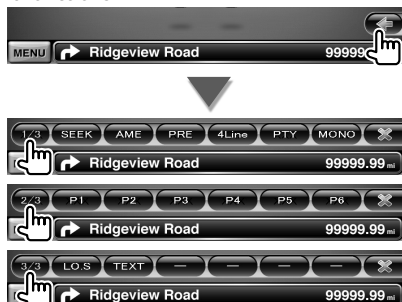 MENU Ridgeview Road
1/3 SEEK AME PRE 4Line PTY MONO
Ridgeview Road 99999.99 mi
2/3 P1 P2 P3 P4 P5 P6
Ridgeview Road 99999.99 mi
3/3 LO.S TEXT — — — —
Ridgeview Road 99999.99 mi